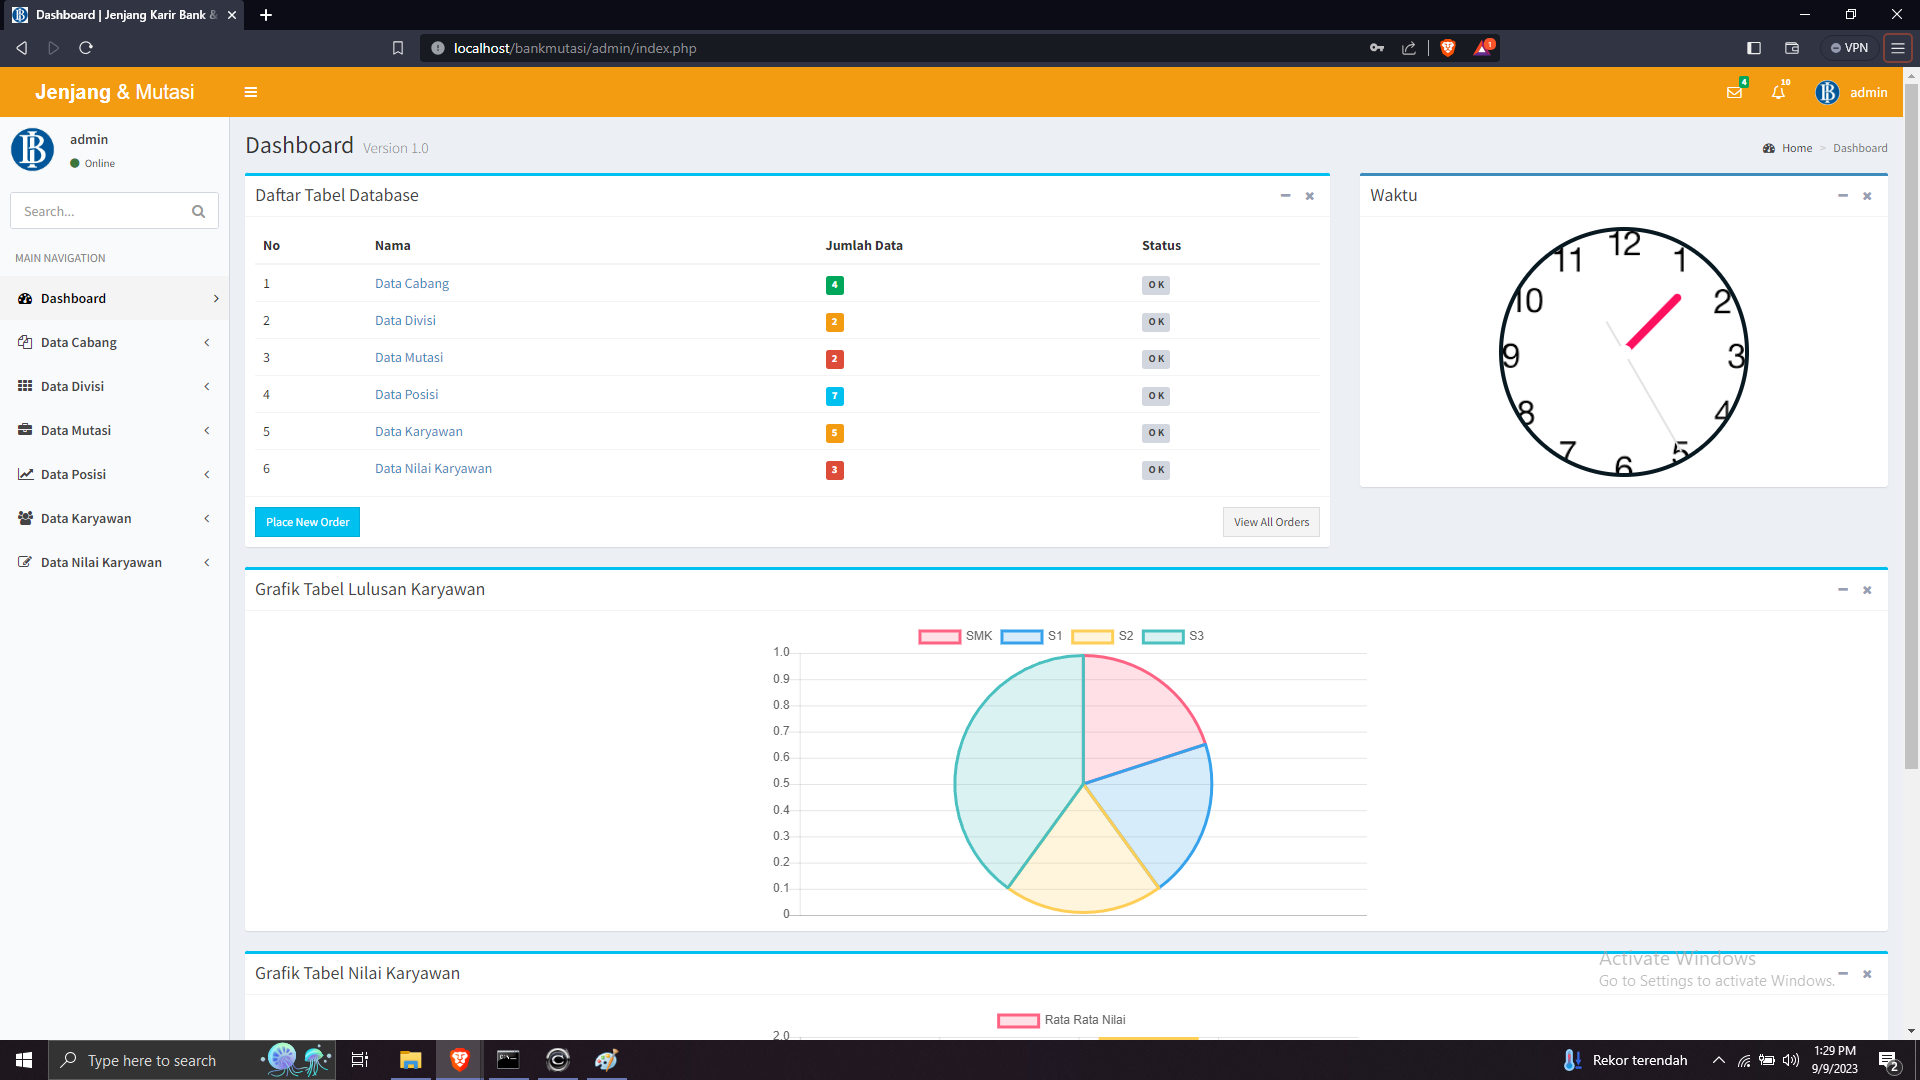 Dashboard | Jenjang Karir Bank &
localhost/bankmutasi/admin/index.php
1
VPN
Jenjang & Mutasi
4
10
admin
admin
Online
Search...
MAIN NAVIGATION
Dashboard
Data Cabang
Data Divisi
Data Mutasi
Data Posisi
Data Karyawan
Data Nilai Karyawan
Dashboard Version 1.0
Home > Dashboard
Daftar Tabel Database
No Nama Jumlah Data Status
1 Data Cabang 4 OK
2 Data Divisi 2 OK
3 Data Mutasi 2 OK
4 Data Posisi 7 OK
5 Data Karyawan 5 OK
6 Data Nilai Karyawan 3 OK
Place New Order
View All Orders
Waktu
12
11 1
10 2
9 3
8 4
7 5
6
Grafik Tabel Lulusan Karyawan
SMK S1 S2 S3
1.0
0.9
0.8
0.7
0.6
0.5
0.4
0.3
0.2
0.1
0
Grafik Tabel Nilai Karyawan
Rata Rata Nilai
2.0
Activate Windows
Go to Settings to activate Windows.
Type here to search
Rekor terendah
1:29 PM
9/9/2023
2